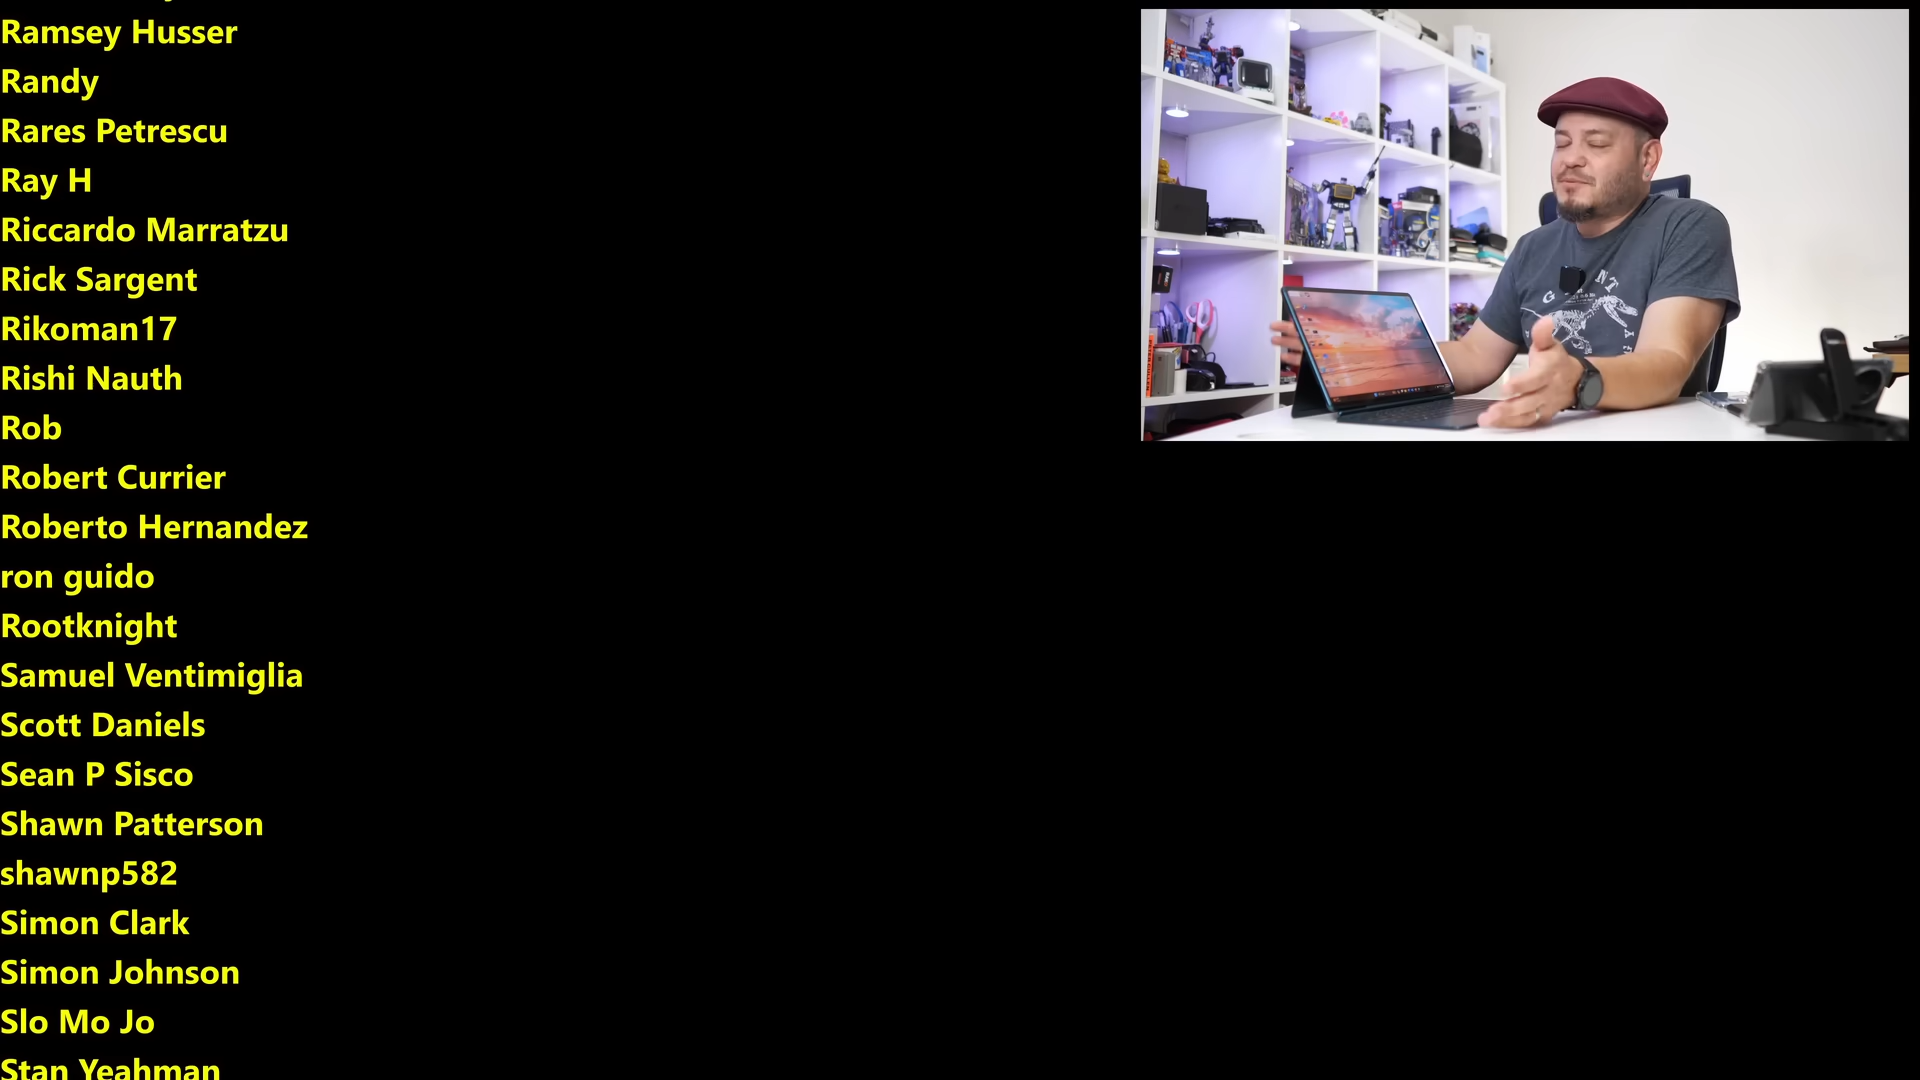 Ramsey Husser
Randy
Rares Petrescu
Ray H
Riccardo Marratzu
Rick Sargent
Rikoman17
Rishi Nauth
Rob
Robert Currier
Roberto Hernandez
ron guido
Rootknight
Samuel Ventimiglia
Scott Daniels
Sean P Sisco
Shawn Patterson
shawnp582
Simon Clark
Simon Johnson
Slo Mo Jo
Stan Yeahman